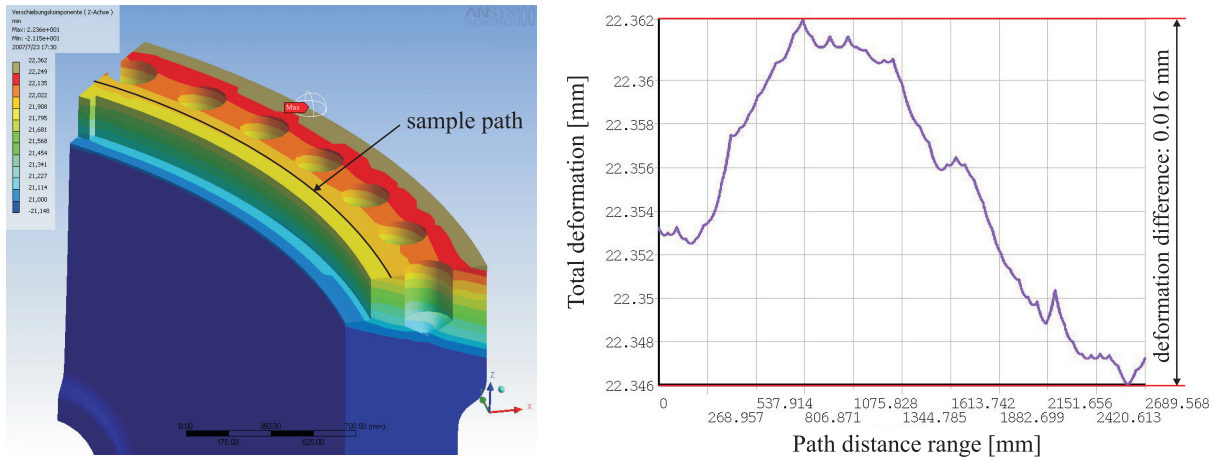 Verschiebungskomponente ( Z-Achse )
mm
Max: 2.236e+001
Min: -2.115e+001
2007/7/23 17:30
22,362
22,249
22,135
22,022
21,908
21,795
21,681
21,568
21,454
21,341
21,227
21,114
21,000
-21,148
Max
sample path
0.00
350.00
700.00 (mm)
175.00
525.00
Z
X
Total deformation [mm]
22.362
22.36
22.358
22.356
22.354
22.352
22.35
22.348
22.346
deformation difference: 0.016 mm
0 537.914 1075.828 1613.742 2151.656 2689.568
268.957 806.871 1344.785 1882.699 2420.613
Path distance range [mm]